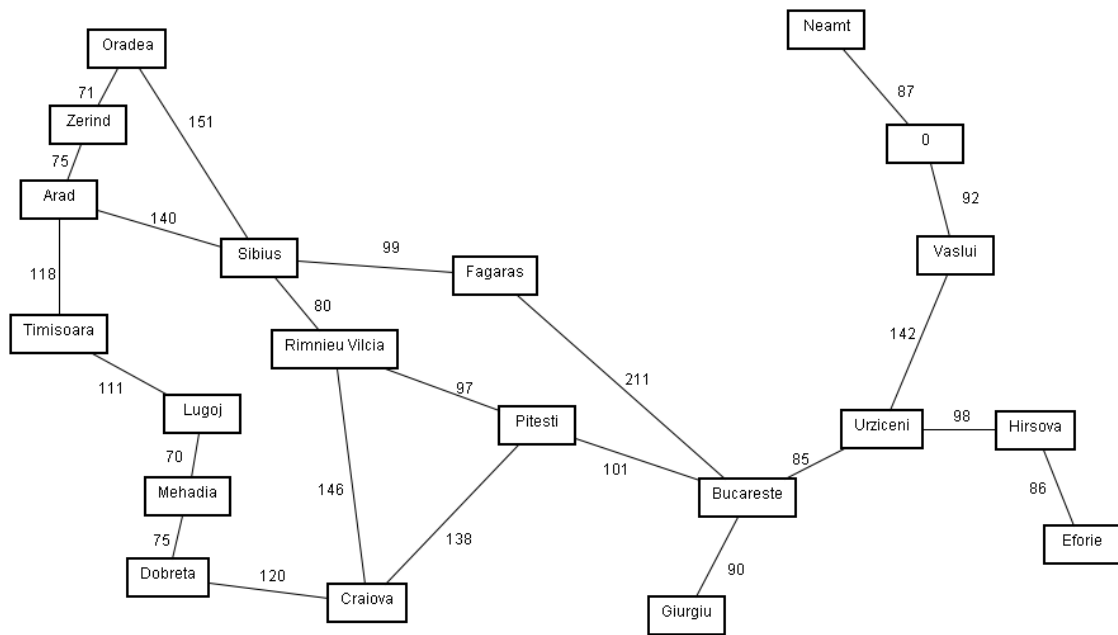 Neamt
Oradea
87
71
Zerind
151
0
75
92
Arad
140
Sibius
99
Vaslui
Fagaras
118
80
Timisoara
Rimnieu Vilcia
142
111
97
211
Lugoj
Pitesti
Urziceni
98
Hirsova
70
101
85
Mehadia
146
Bucareste
86
75
138
Eforie
Dobreta
120
90
Craiova
Giurgiu